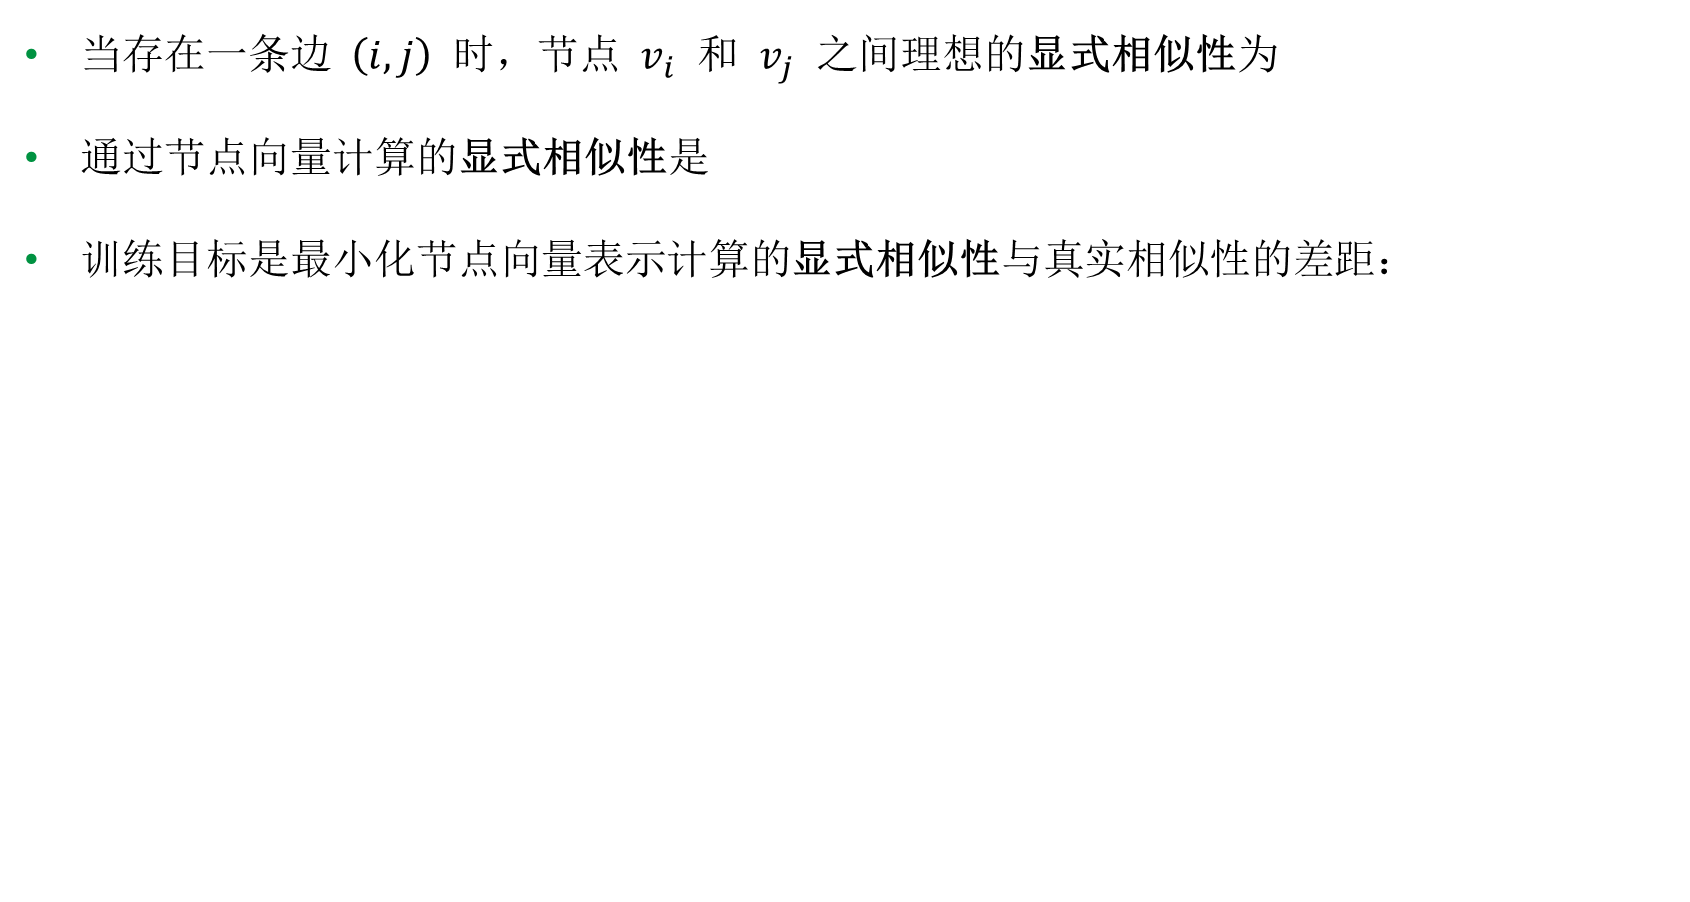 • 当存在一条边 (i, j) 时，节点 vᵢ 和 vⱼ 之间理想的显式相似性为
• 通过节点向量计算的显式相似性是
• 训练目标是最小化节点向量表示计算的显式相似性与真实相似性的差距：